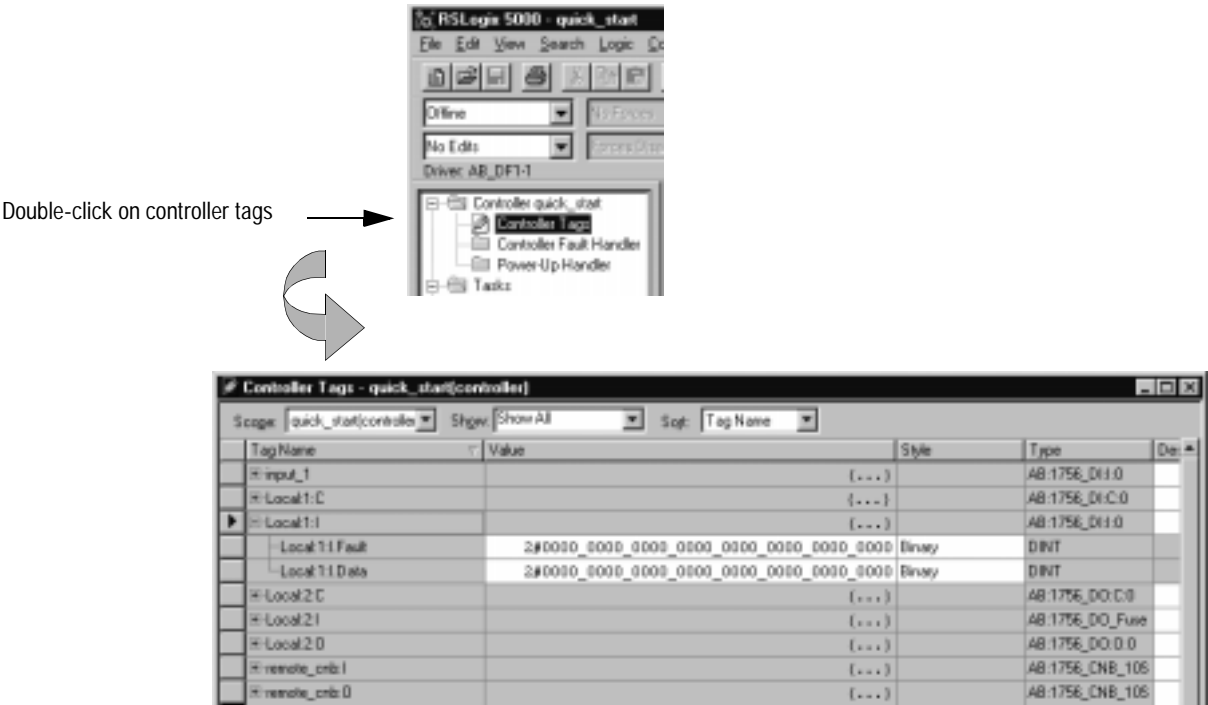 RSLogix 5000 - quick_start
File Edit View Search Logic
Offline
No Forces
No Edits
Forces
Driver: AB_DF1-1
Double-click on controller tags
Controller quick_start
Controller Tags
Controller Fault Handler
Power-Up Handler
Tasks
Controller Tags - quick_start(controller)
Scope: quick_start(controller Show: Show All Sort: Tag Name
Tag Name Value Style Type Des
input_1 {...} AB:1756_DI:I:0
Local:1:C {...} AB:1756_DI:C:0
Local:1:I {...} AB:1756_DI:I:0
Local:1:I.Fault 2#0000_0000_0000_0000_0000_0000_0000_0000 Binary DINT
Local:1:I.Data 2#0000_0000_0000_0000_0000_0000_0000_0000 Binary DINT
Local:2:C {...} AB:1756_DO:C:0
Local:2:I {...} AB:1756_DO_Fuse
Local:2:O {...} AB:1756_DO:O:0
remote_cnb:I {...} AB:1756_CNB_10S
remote_cnb:O {...} AB:1756_CNB_10S